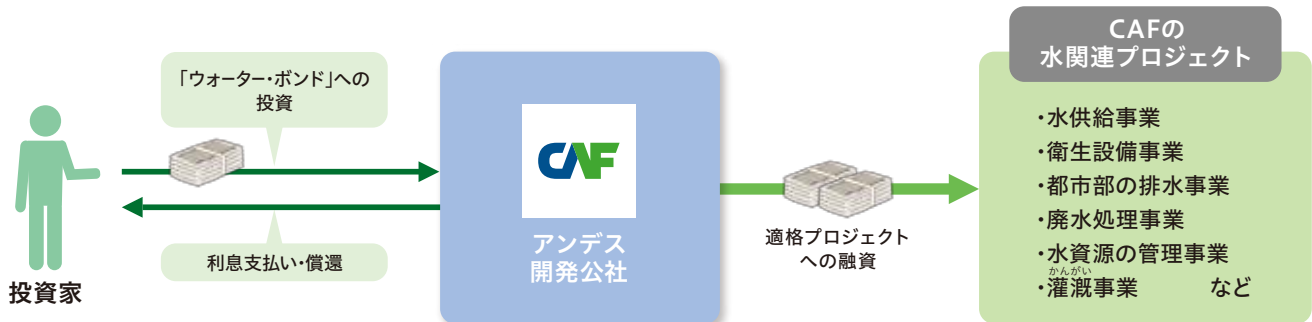 「ウォーター・ボンド」への
投資
利息支払い・償還
投資家
CAF
アンデス
開発公社
適格プロジェクト
への融資
CAFの
水関連プロジェクト
・水供給事業
・衛生設備事業
・都市部の排水事業
・廃水処理事業
・水資源の管理事業
かんがい
・灌漑事業 など